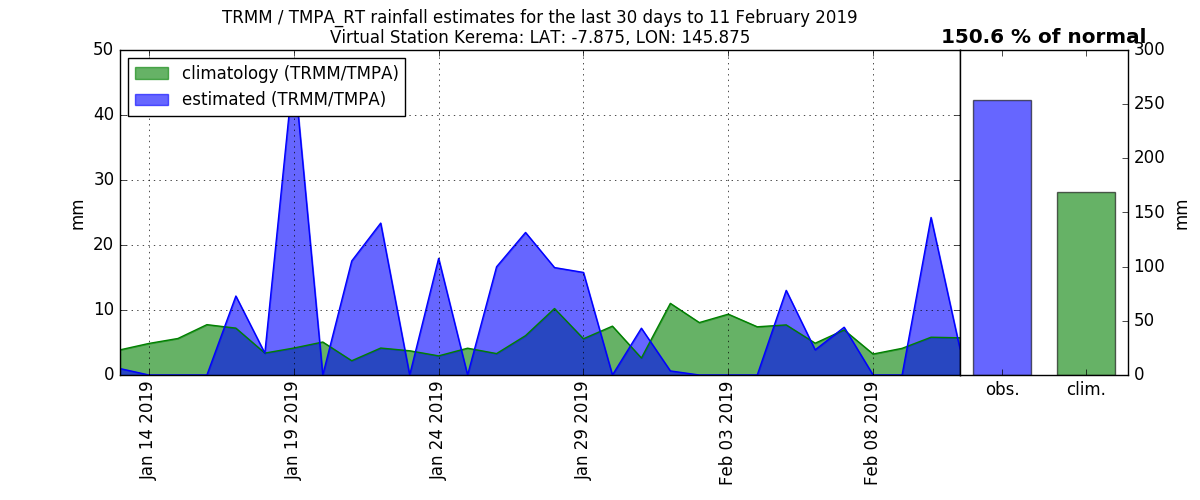 TRMM / TMPA_RT rainfall estimates for the last 30 days to 11 February 2019
Virtual Station Kerema: LAT: -7.875, LON: 145.875
150.6 % of normal
climatology (TRMM/TMPA)
estimated (TRMM/TMPA)
50
40
30
20
10
0
mm
Jan 14 2019
Jan 19 2019
Jan 24 2019
Jan 29 2019
Feb 03 2019
Feb 08 2019
obs.
clim.
300
250
200
150
100
50
0
mm